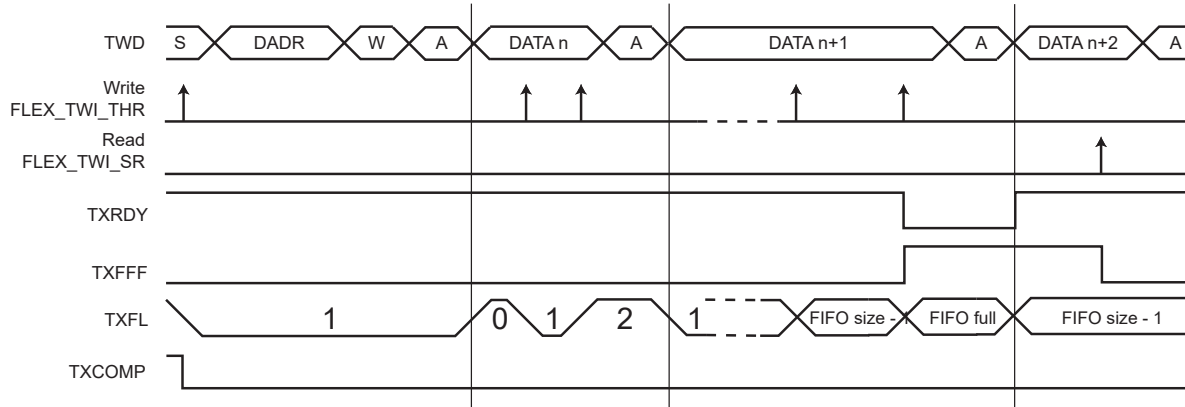 TWD S DADR W A DATA n A DATA n+1 A DATA n+2 A
Write
FLEX_TWI_THR
Read
FLEX_TWI_SR
TXRDY
TXFFF
TXFL 1 0 1 2 1 FIFO size - 1 FIFO full FIFO size - 1
TXCOMP